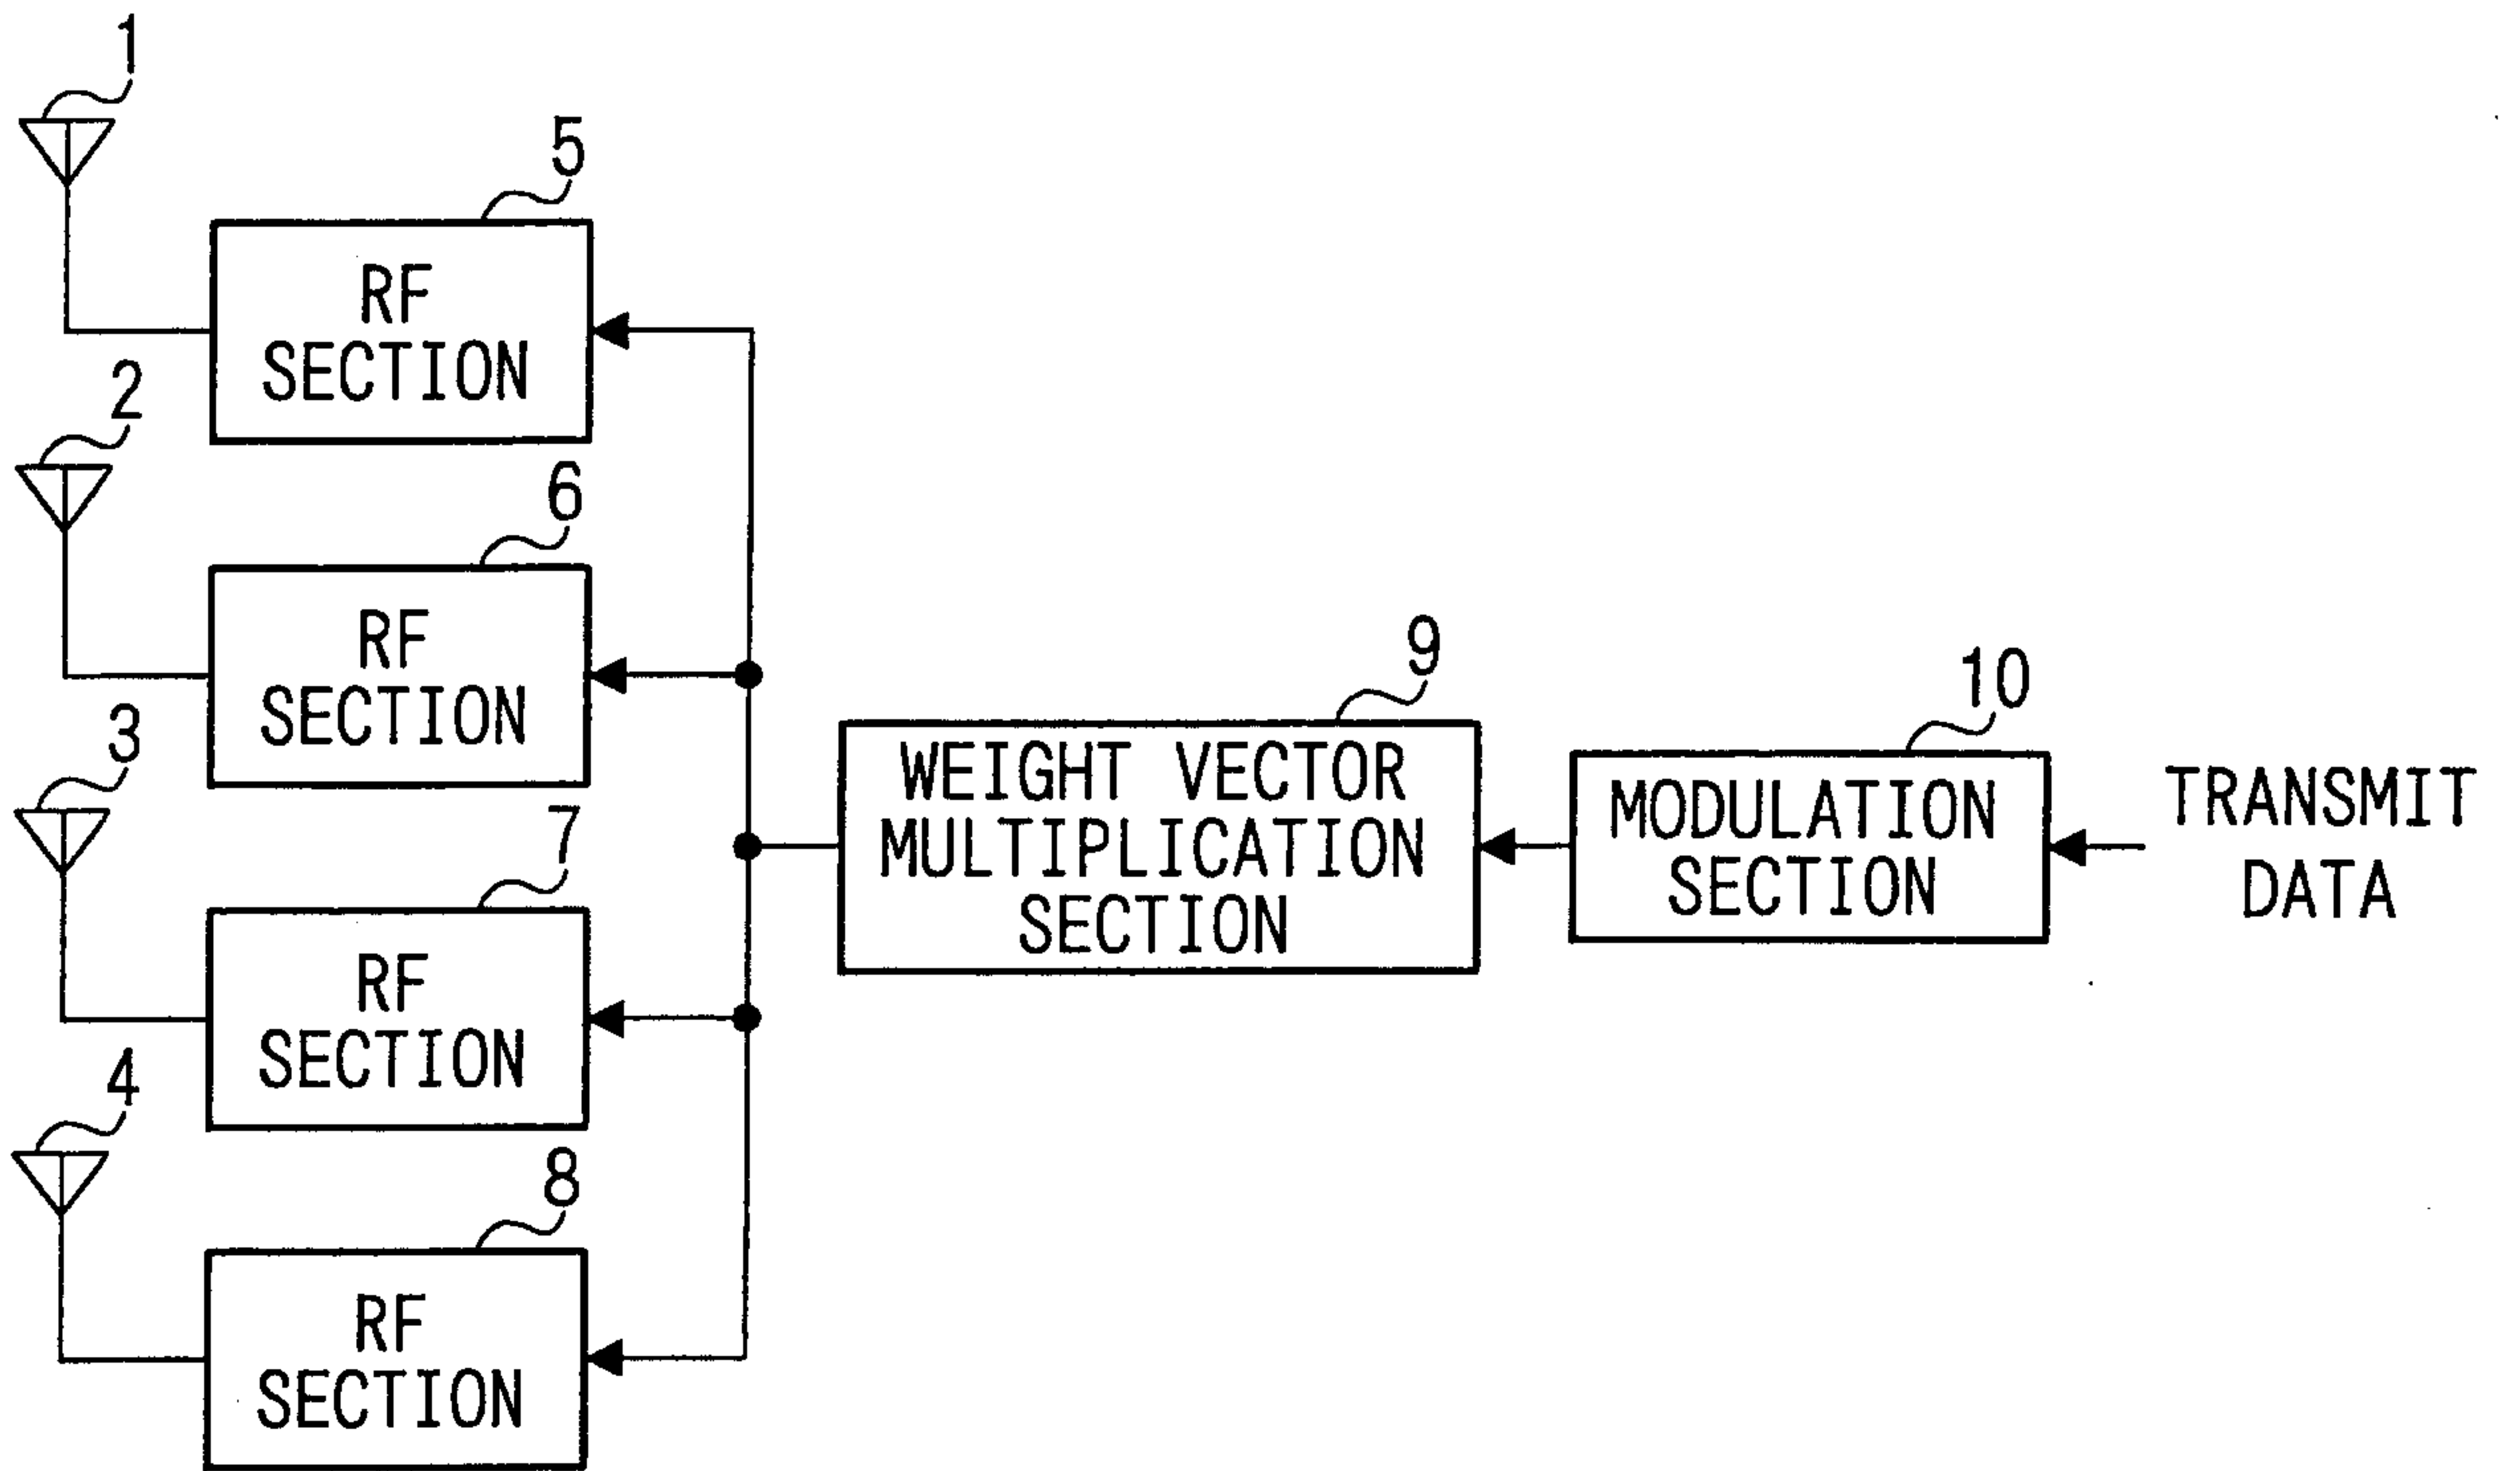 1
5
RF
SECTION
2
6
RF
SECTION
3
7
RF
SECTION
4
8
RF
SECTION
9
WEIGHT VECTOR
MULTIPLICATION
SECTION
10
MODULATION
SECTION
TRANSMIT
DATA